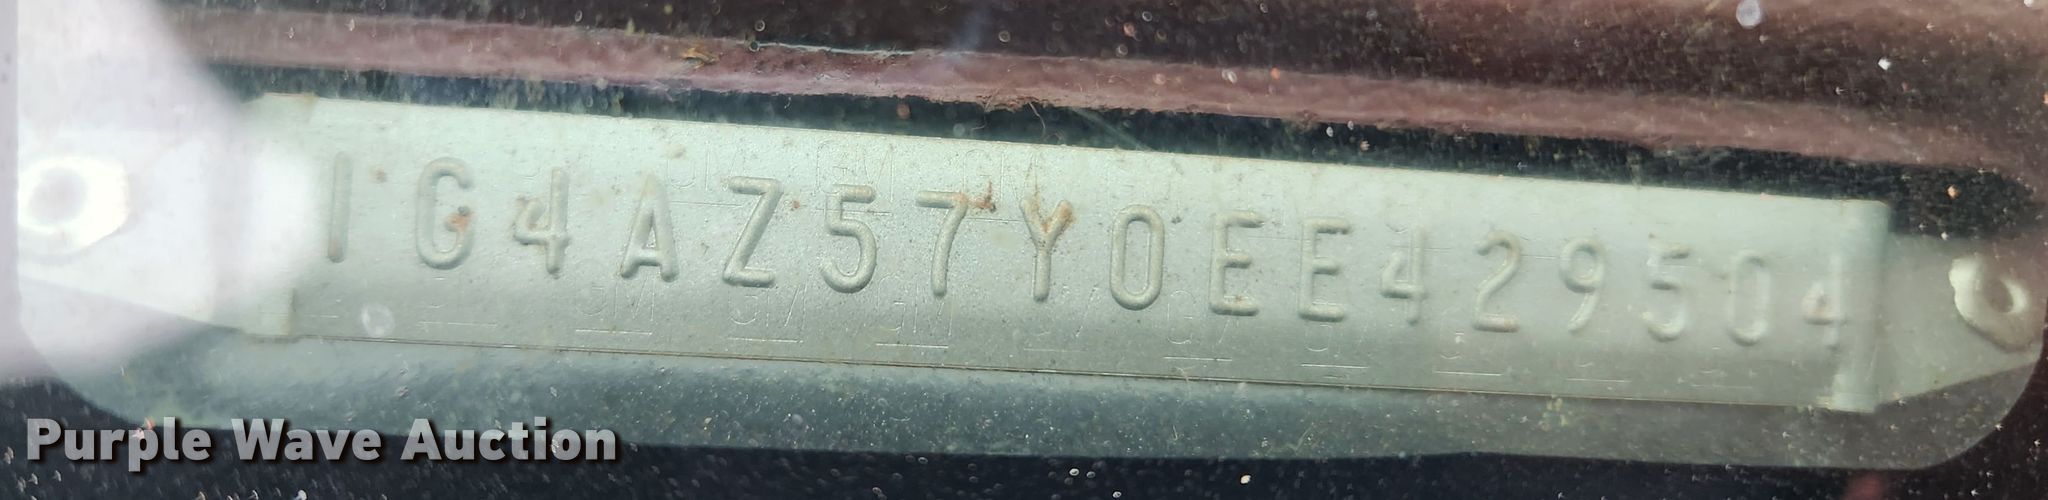 1G4AZ57Y0EE429504
Purple Wave Auction